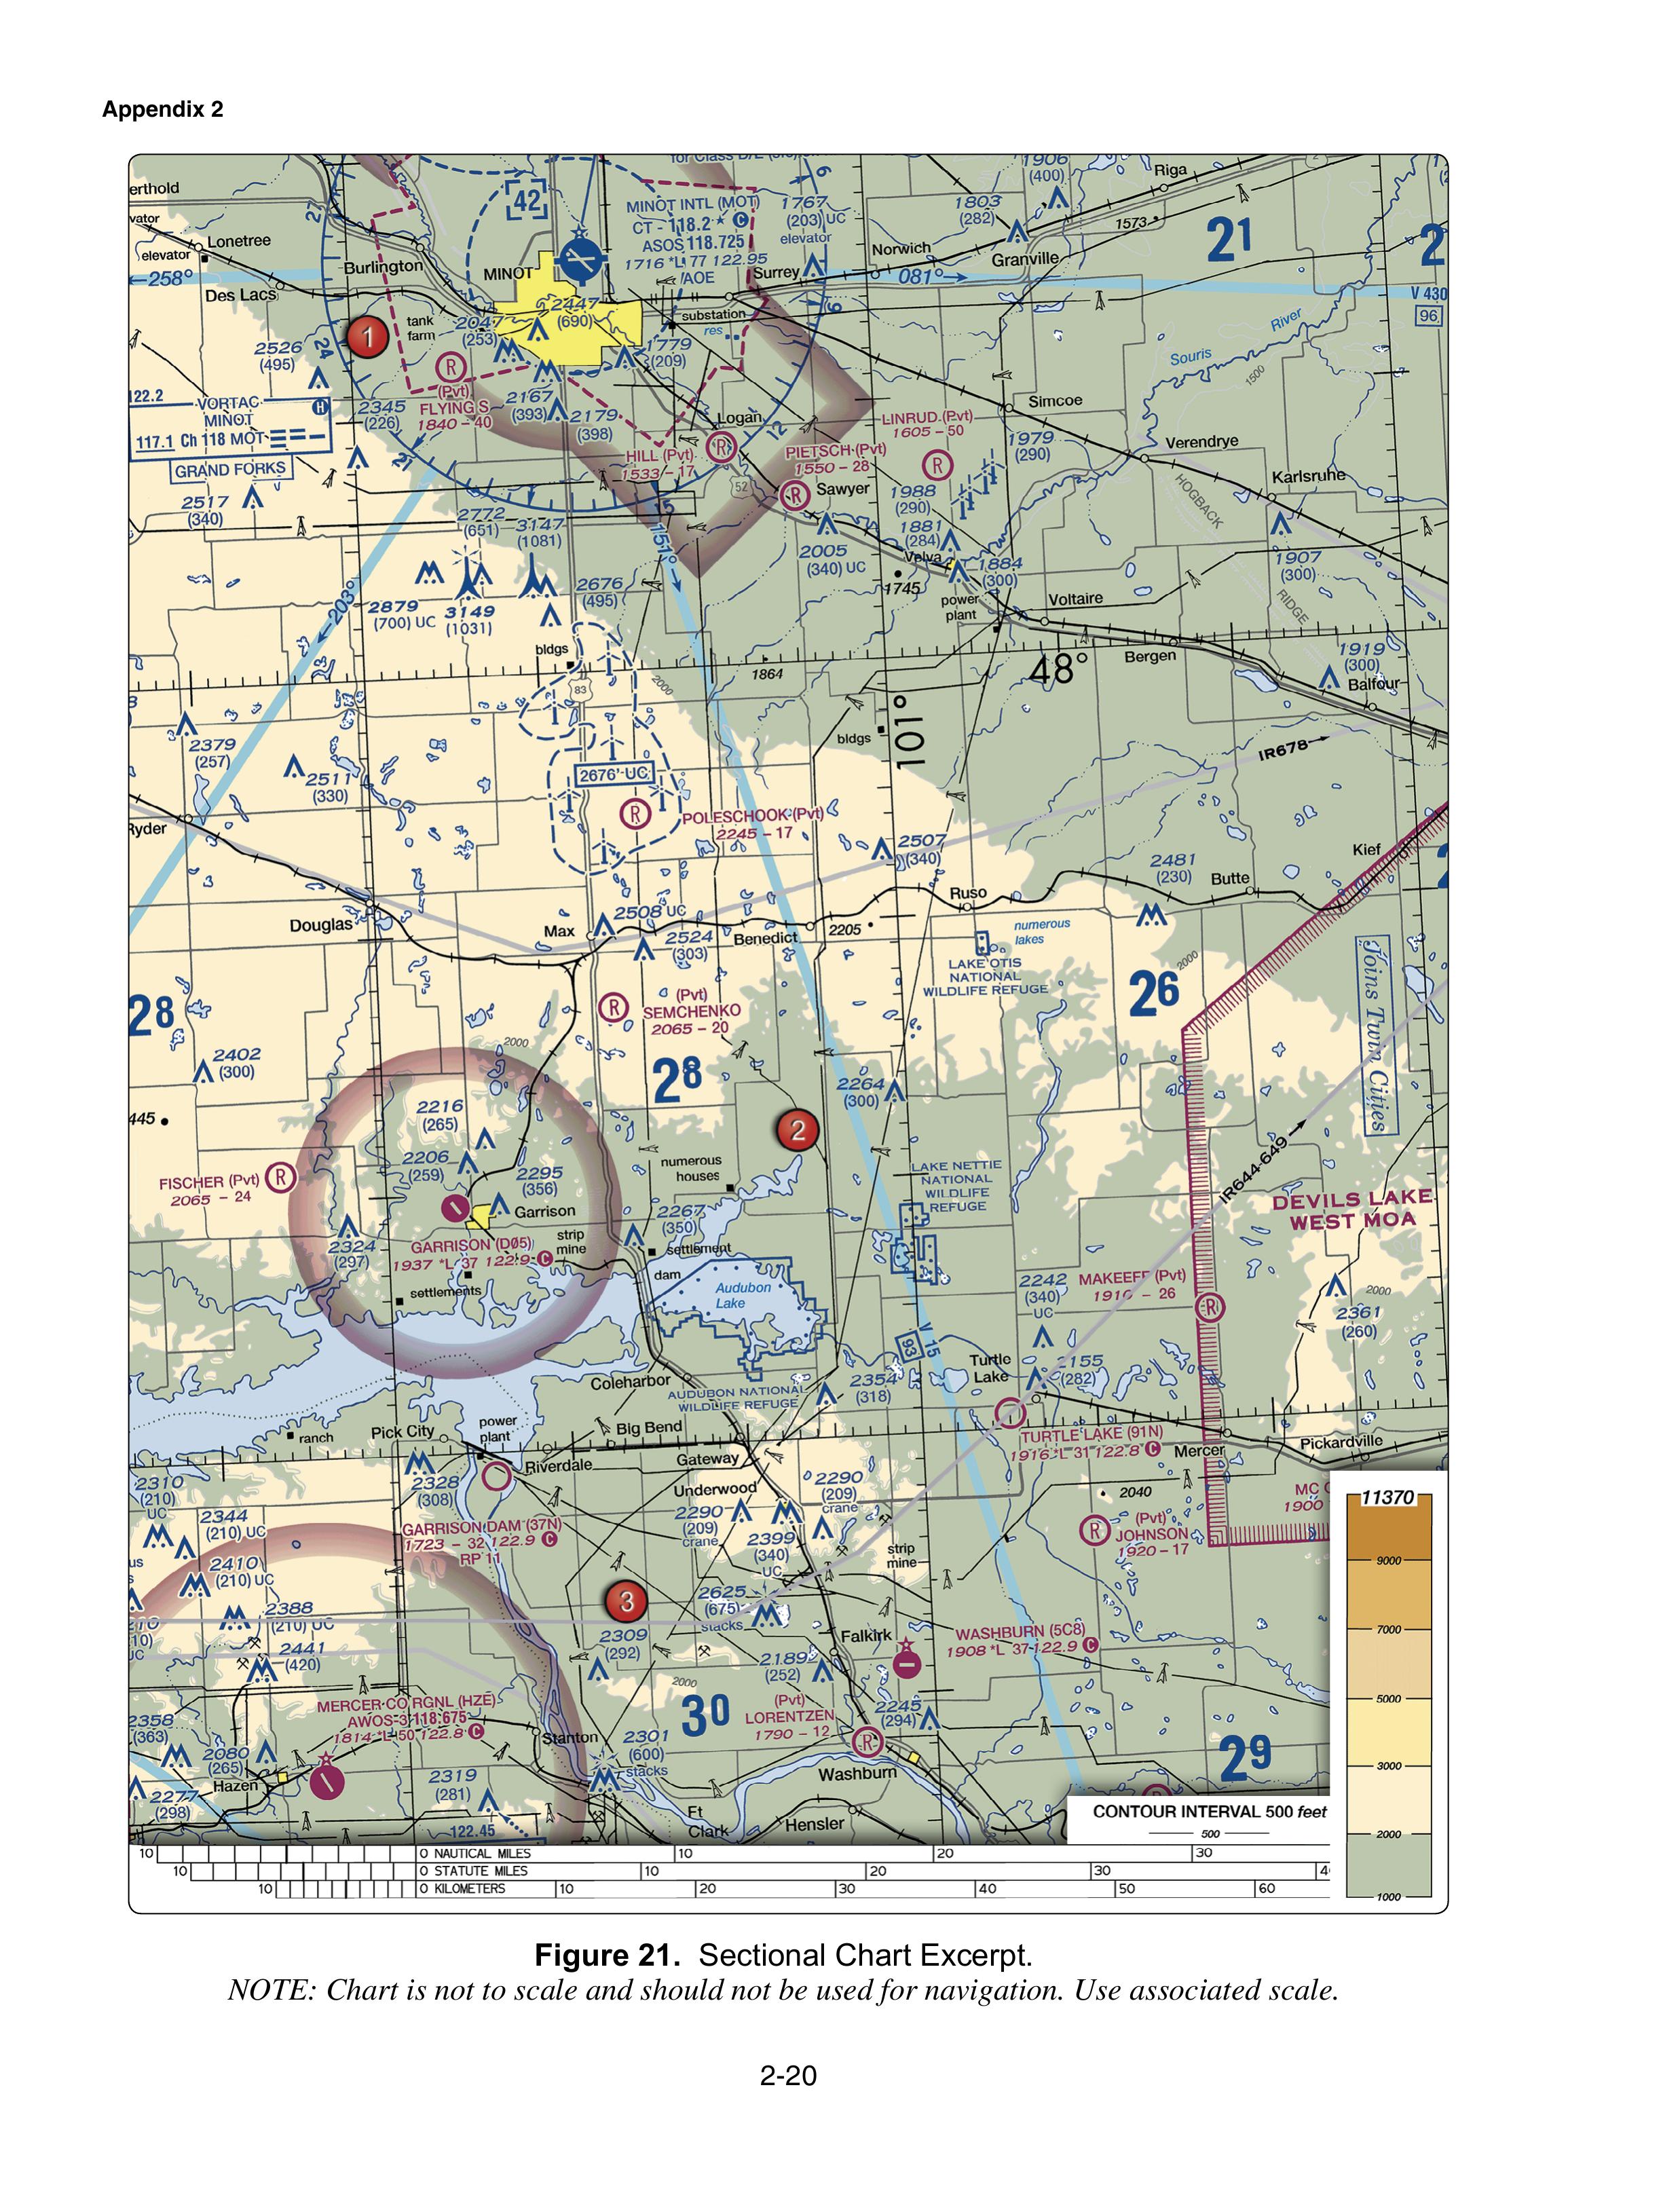 Appendix 2
erthold
vator
Lonetree
elevator
258°
Des Lacs
Burlington
27
24
21
15
12
9
6
42
MINOT
MINOT INTL (MOT)
CT - 118.2 * C
ASOS 118.725
1716 *L 77 122.95
/AOE
1767
(203) UC
elevator
Surrey
1906
(400)
1803
(282)
Riga
2
1573
21
2
Norwich
Granville
081°
V 430
96
River
Souris
1500
1
tank
farm
2047
(253)
2447
(690)
substation
res
1779
(209)
2526
(495)
R
(Pvt)
FLYING S
1840 - 40
122.2
VORTAC
MINOT
H
117.1 Ch 118 MOT
GRAND FORKS
2345
(226)
2167
(393)
2179
(398)
Logan
HILL (Pvt)
1533 - 17
R
52
PIETSCH (Pvt)
1550 - 28
R
Sawyer
LINRUD (Pvt)
1605 - 50
R
Simcoe
1979
(290)
Verendrye
Karlsruhe
HOGBACK
RIDGE
1988
(290)
1881
(284)
Velva
1884
(300)
2005
(340) UC
1745
power
plant
Voltaire
1907
(300)
2517
(340)
2772
(651)
3147
(1081)
151°
203°
2879
(700) UC
3149
(1031)
2676
(495)
bldgs
83
2000
1864
48°
Bergen
1919
(300)
Balfour
101°
bldgs
IR678
2379
(257)
2511
(330)
2676' UC
R
POLESCHOOK (Pvt)
2245 - 17
Ryder
2507
(340)
2481
(230)
Butte
Kief
Ruso
Douglas
Max
2508 UC
2524
(303)
Benedict
2205
numerous
lakes
LAKE OTIS
NATIONAL
WILDLIFE REFUGE
26
2000
Joins Twin Cities
28
2402
(300)
445
R
(Pvt)
SEMCHENKO
2065 - 20
2000
28
2264
(300)
2
2216
(265)
2206
(259)
2295
(356)
Garrison
FISCHER (Pvt)
2065 - 24
R
numerous
houses
LAKE NETTIE
NATIONAL
WILDLIFE
REFUGE
IR644-649
DEVILS LAKE
WEST MOA
2324
(297)
GARRISON (D05)
1937 *L 37 122.9 C
strip
mine
2267
(350)
settlement
dam
Audubon
Lake
settlements
2242
(340)
UC
MAKEEFF (Pvt)
1910 - 26
R
2000
2361
(260)
93
V 15
Turtle
Lake
2155
(282)
Coleharbor
AUDUBON NATIONAL
WILDLIFE REFUGE
2354
(318)
ranch
Pick City
power
plant
Big Bend
Riverdale
Gateway
TURTLE LAKE (91N)
1916 *L 31 122.8 C
Mercer
Pickardville
2310
(210)
UC
2328
(308)
Underwood
2290
(209)
crane
2290
(209)
crane
2040
MC
1900
2344
(210) UC
GARRISON DAM (37N)
1723 - 32 122.9 C
RP 11
2399
(340)
UC
strip
mine
R
(Pvt)
JOHNSON
1920 - 17
us
2410
(210) UC
2388
(210) UC
2441
(420)
10)
UC
3
2625
(675)
stacks
2309
(292)
Falkirk
WASHBURN (5C8)
1908 *L 37 122.9 C
2189
(252)
2000
30
(Pvt)
LORENTZEN
1790 - 12
R
2245
(294)
MERCER CO RGNL (HZE)
AWOS-3 118.675
1814 *L 50 122.8 C
2358
(363)
2080
(265)
Hazen
2277
(298)
Stanton
2301
(600)
stacks
Washburn
29
2319
(281)
122.45
Ft
Clark
Hensler
CONTOUR INTERVAL 500 feet
500
11370
9000
7000
5000
3000
2000
1000
10 0 NAUTICAL MILES 10 20 30
10 0 STATUTE MILES 10 20 30
10 0 KILOMETERS 10 20 30 40 50 60
Figure 21. Sectional Chart Excerpt.
NOTE: Chart is not to scale and should not be used for navigation. Use associated scale.
2-20